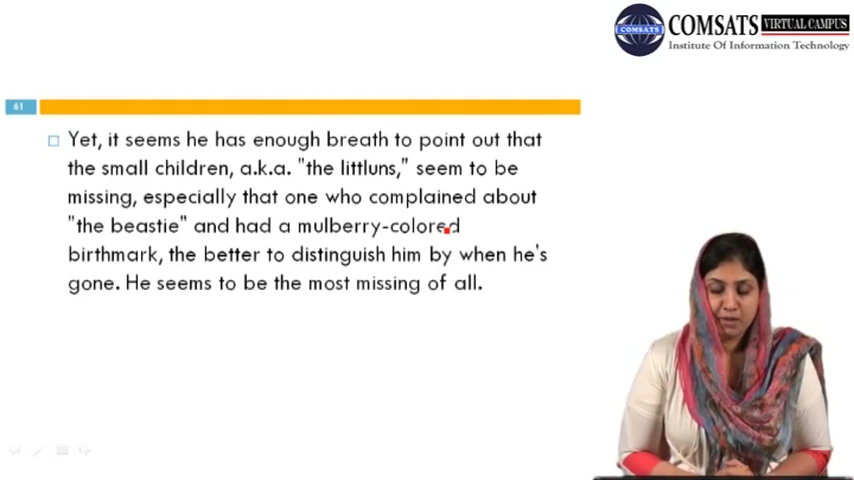 COMSATS
COMSATS VIRTUAL CAMPUS
Institute Of Information Technology
61
Yet, it seems he has enough breath to point out that
the small children, a.k.a. "the littluns," seem to be
missing, especially that one who complained about
"the beastie" and had a mulberry-colored
birthmark, the better to distinguish him by when he's
gone. He seems to be the most missing of all.